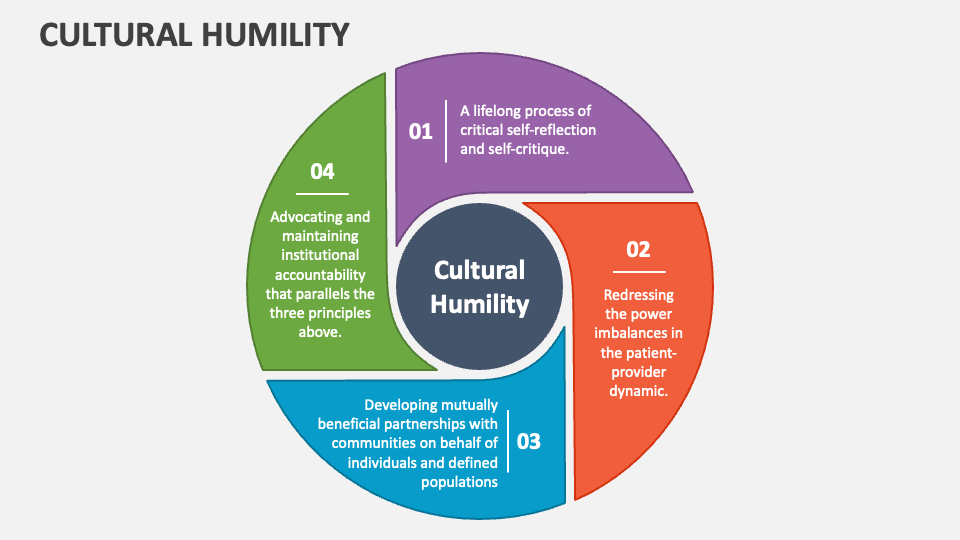 CULTURAL HUMILITY
01
A lifelong process of
critical self-reflection
and self-critique.
02
Redressing
the power
imbalances in
the patient-
provider
dynamic.
03
Developing mutually
beneficial partnerships with
communities on behalf of
individuals and defined
populations
04
Advocating and
maintaining
institutional
accountability
that parallels the
three principles
above.
Cultural
Humility